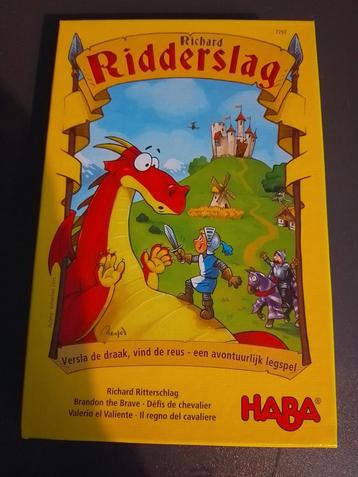 7797
Richard
Ridderslag
Versla de draak, vind de reus - een avontuurlijk legspel
Richard Ritterschlag
Brandon the Brave · Défis de chevalier
Valerio el Valiente · Il regno del cavaliere
HABA